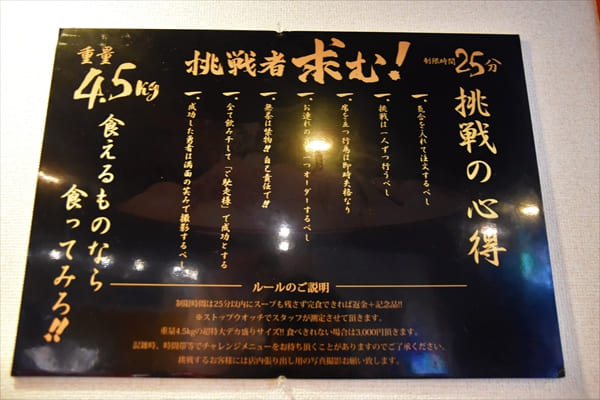 挑戦者求む!
制限時間25分
挑戦の心得
一、気合を入れて注文するべし
一、挑戦は一人ずつ行うべし
一、席を立つ行為は即時失格なり
一、お連れの
一つオーダーするべし
一、無茶は禁物!!自己責任で!!
一、全て飲み干して「ご馳走様」で成功とする
一、成功した勇者は満面の笑みで撮影するべし
重量
4.5kg
食えるものなら
食ってみろ!!
ルールのご説明
制限時間は25分以内にスープも残さず完食できれば返金+記念品!!
※ストップウオッチでスタッフが測定させて頂きます。
重量4.5kgの超特大デカ盛りサイズ!!食べきれない場合は3,000円頂きます。
混雑時、時間帯等でチャレンジメニューをお待ち頂くことがありますのでご了承ください。
挑戦するお客様には店内張り出し用の写真撮影お願い致します。